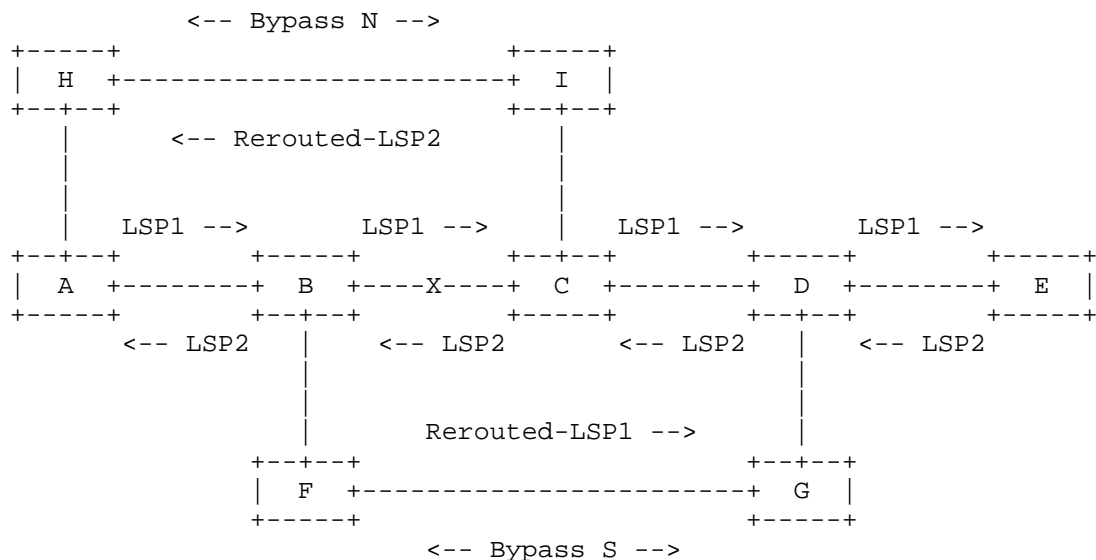 <-- Bypass N -->
H I
<-- Rerouted-LSP2
LSP1 --> LSP1 --> LSP1 --> LSP1 -->
A B X C D E
<-- LSP2 <-- LSP2 <-- LSP2 <-- LSP2
Rerouted-LSP1 -->
F G
<-- Bypass S -->